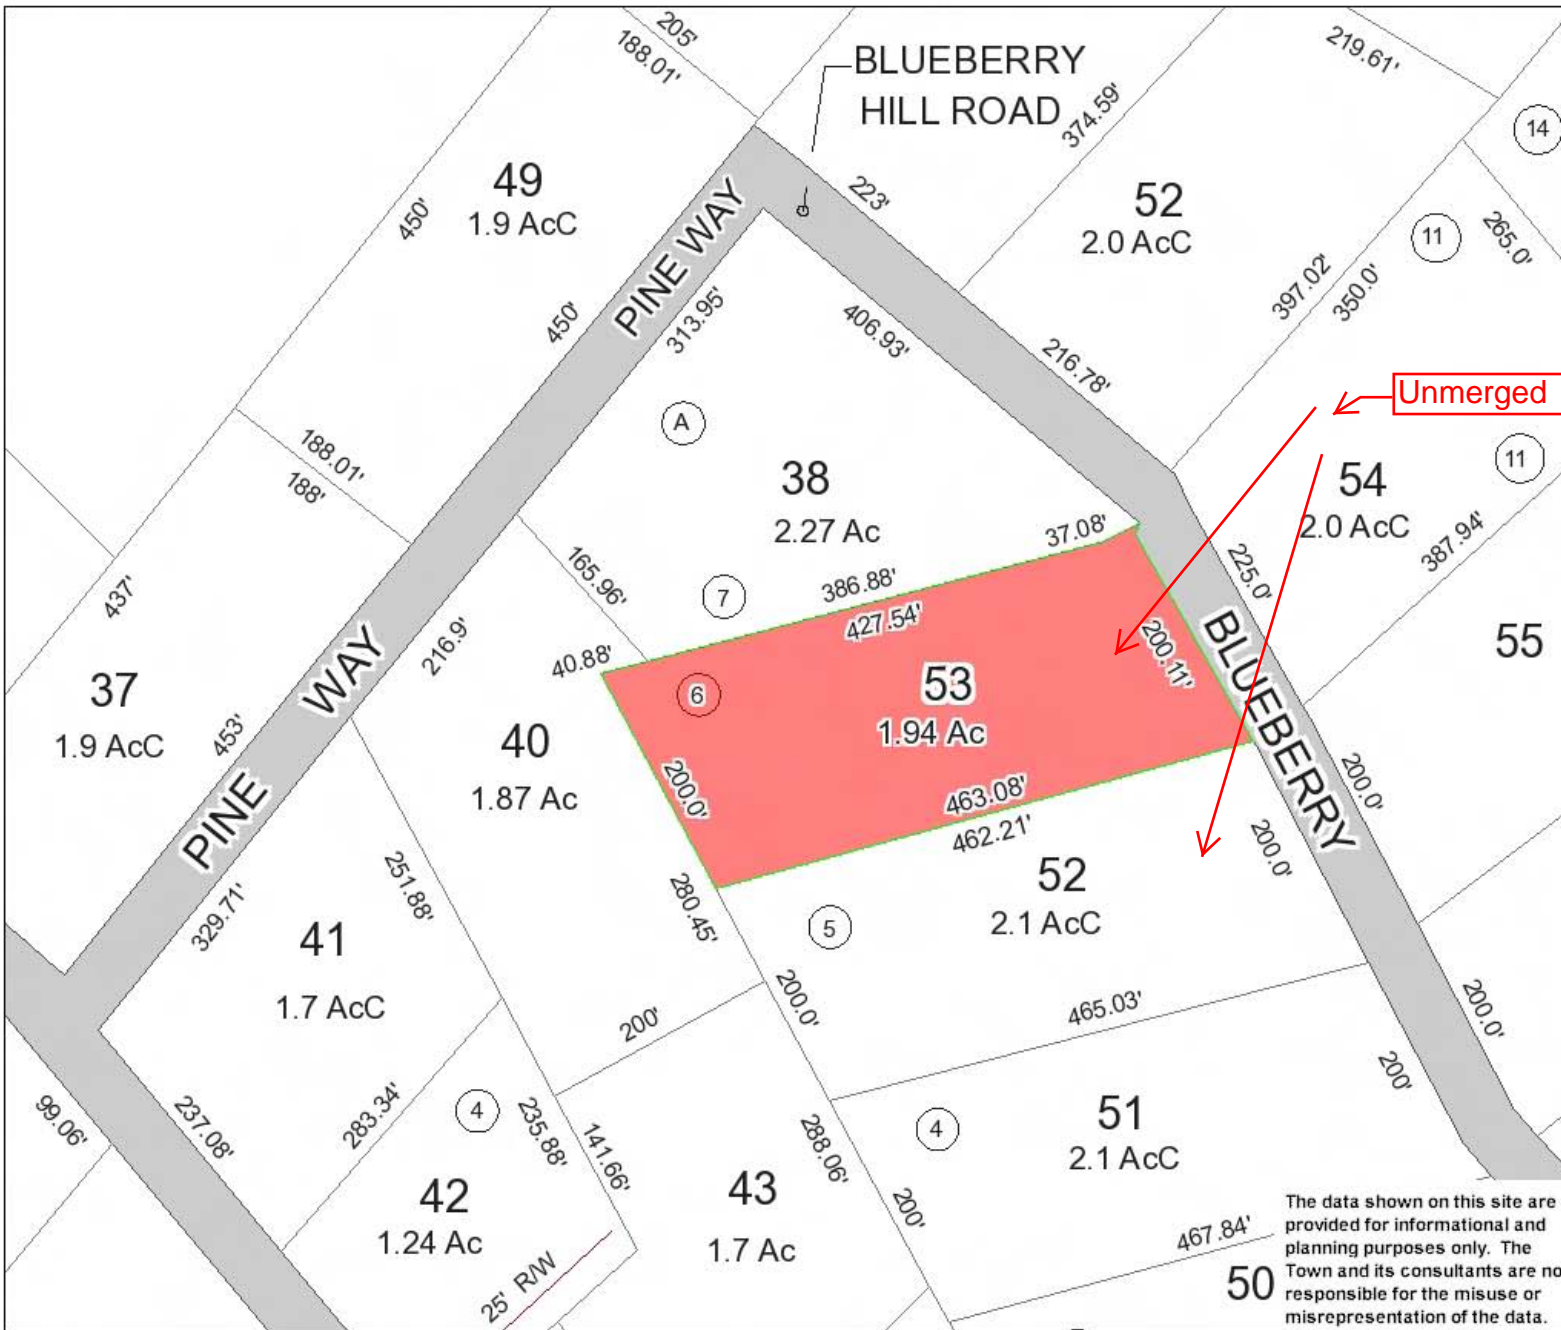 205'
188.01'
BLUEBERRY
HILL ROAD
219.61'
374.59'
14
49
1.9 AcC
450'
PINE WAY
223'
52
2.0 AcC
11
265.0'
450'
313.95'
406.93'
397.02'
350.0'
216.78'
Unmerged
A
188.01'
188'
38
2.27 Ac
54
2.0 AcC
11
37.08'
387.94'
437'
165.96'
7
386.88'
427.54'
225.0'
216.9'
40.88'
200.11'
BLUEBERRY
55
37
1.9 AcC
453'
PINE WAY
6
53
1.94 Ac
40
1.87 Ac
200.0'
463.08'
462.21'
200.0'
200.0'
329.71'
251.88'
280.45'
52
2.1 AcC
5
41
1.7 AcC
200'
200.0'
465.03'
200.0'
200'
99.06'
237.08'
283.34'
4
235.88'
141.66'
288.06'
4
51
2.1 AcC
42
1.24 Ac
43
1.7 Ac
200'
467.84'
25' R/W
50
The data shown on this site are
provided for informational and
planning purposes only. The
Town and its consultants are no
responsible for the misuse or
misrepresentation of the data.